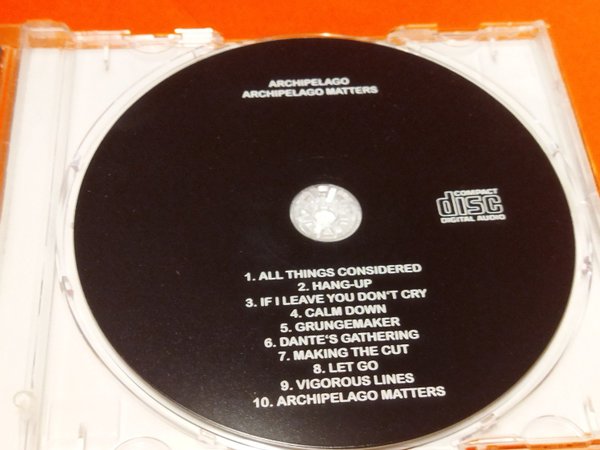 ARCHIPELAGO
ARCHIPELAGO MATTERS
COMPACT
disc
DIGITAL AUDIO
1. ALL THINGS CONSIDERED
2. HANG-UP
3. IF I LEAVE YOU DON'T CRY
4. CALM DOWN
5. GRUNGEMAKER
6. DANTE'S GATHERING
7. MAKING THE CUT
8. LET GO
9. VIGOROUS LINES
10. ARCHIPELAGO MATTERS